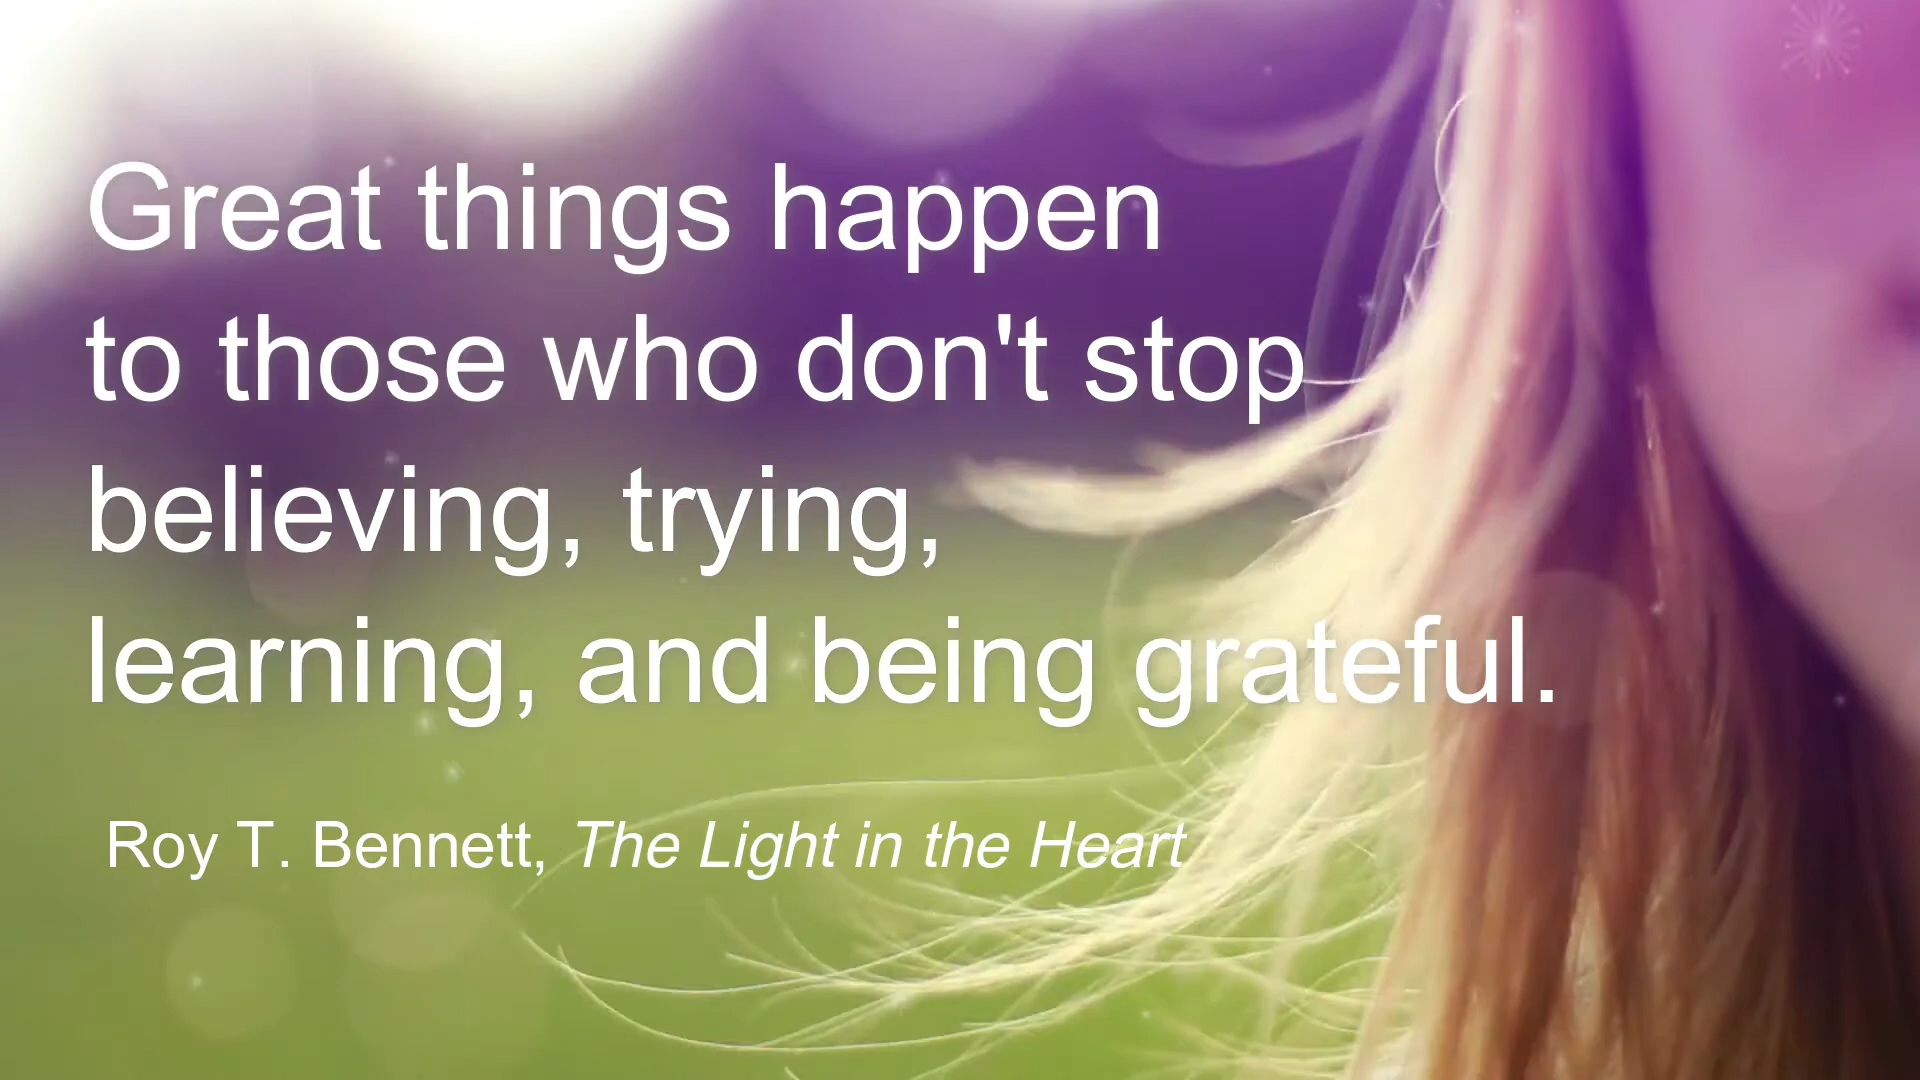 Great things happen
to those who don't stop
believing, trying,
learning, and being grateful.
Roy T. Bennett, The Light in the Heart